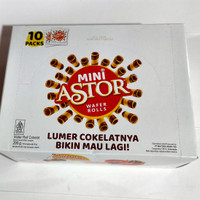 10
PACKS
MINI
ASTOR
WAFER
ROLLS
LUMER COKELATNYA
BIKIN MAU LAGI!